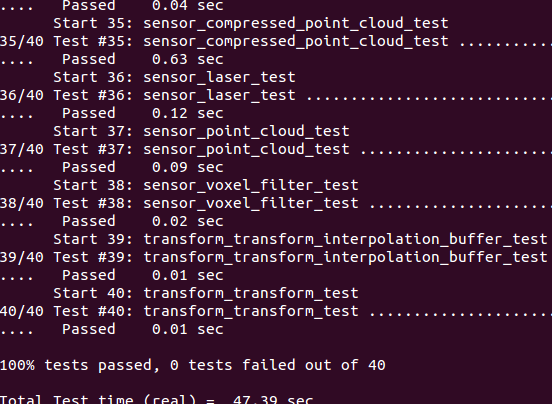 ....   Passed    0.04 sec
      Start 35: sensor_compressed_point_cloud_test
35/40 Test #35: sensor_compressed_point_cloud_test ...........
....   Passed    0.63 sec
      Start 36: sensor_laser_test
36/40 Test #36: sensor_laser_test ............................
....   Passed    0.12 sec
      Start 37: sensor_point_cloud_test
37/40 Test #37: sensor_point_cloud_test ......................
....   Passed    0.09 sec
      Start 38: sensor_voxel_filter_test
38/40 Test #38: sensor_voxel_filter_test .....................
....   Passed    0.02 sec
      Start 39: transform_transform_interpolation_buffer_test
39/40 Test #39: transform_transform_interpolation_buffer_test
....   Passed    0.01 sec
      Start 40: transform_transform_test
40/40 Test #40: transform_transform_test .....................
....   Passed    0.01 sec

100% tests passed, 0 tests failed out of 40

Total Test time (real) =  47.39 sec